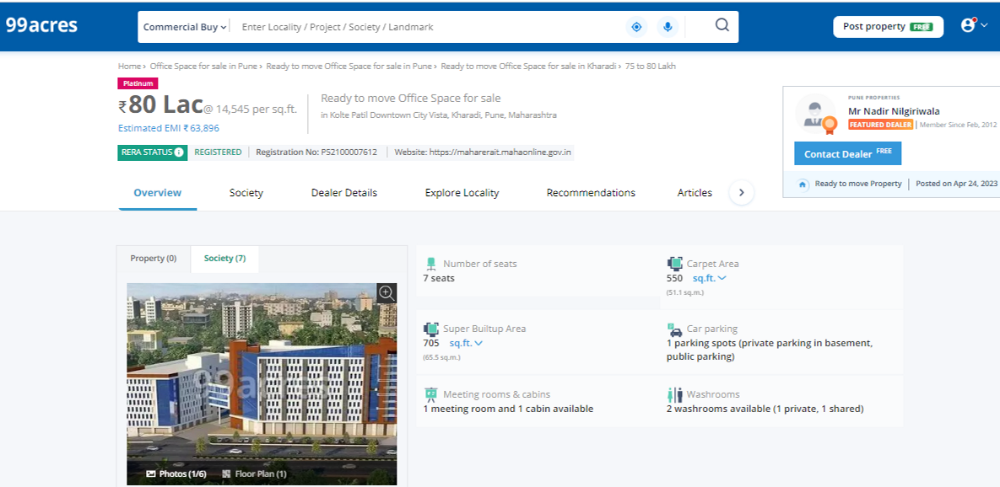 99acres
Commercial Buy
Enter Locality / Project / Society / Landmark
Post property FREE
Home › Office Space for sale in Pune › Ready to move Office Space for sale in Pune › Ready to move Office Space for sale in Kharadi › 75 to 80 Lakh
Platinum
₹80 Lac @ 14,545 per sq.ft.
Estimated EMI ₹ 63,896
Ready to move Office Space for sale
in Kolte Patil Downtown City Vista, Kharadi, Pune, Maharashtra
RERA STATUS REGISTERED Registration No: P52100007612 Website: https://maharerait.mahaonline.gov.in
PUNE PROPERTIES
Mr Nadir Nilgiriwala
FEATURED DEALER Member Since Feb, 2012
Contact Dealer FREE
Ready to move Property Posted on Apr 24, 2023
Overview Society Dealer Details Explore Locality Recommendations Articles
Property (0) Society (7)
99acres
Photos (1/6) Floor Plan (1)
Number of seats
7 seats
Carpet Area
550 sq.ft.
(51.1 sq.m.)
Super Builtup Area
705 sq.ft.
(65.5 sq.m.)
Car parking
1 parking spots (private parking in basement,
public parking)
Meeting rooms & cabins
1 meeting room and 1 cabin available
Washrooms
2 washrooms available (1 private, 1 shared)